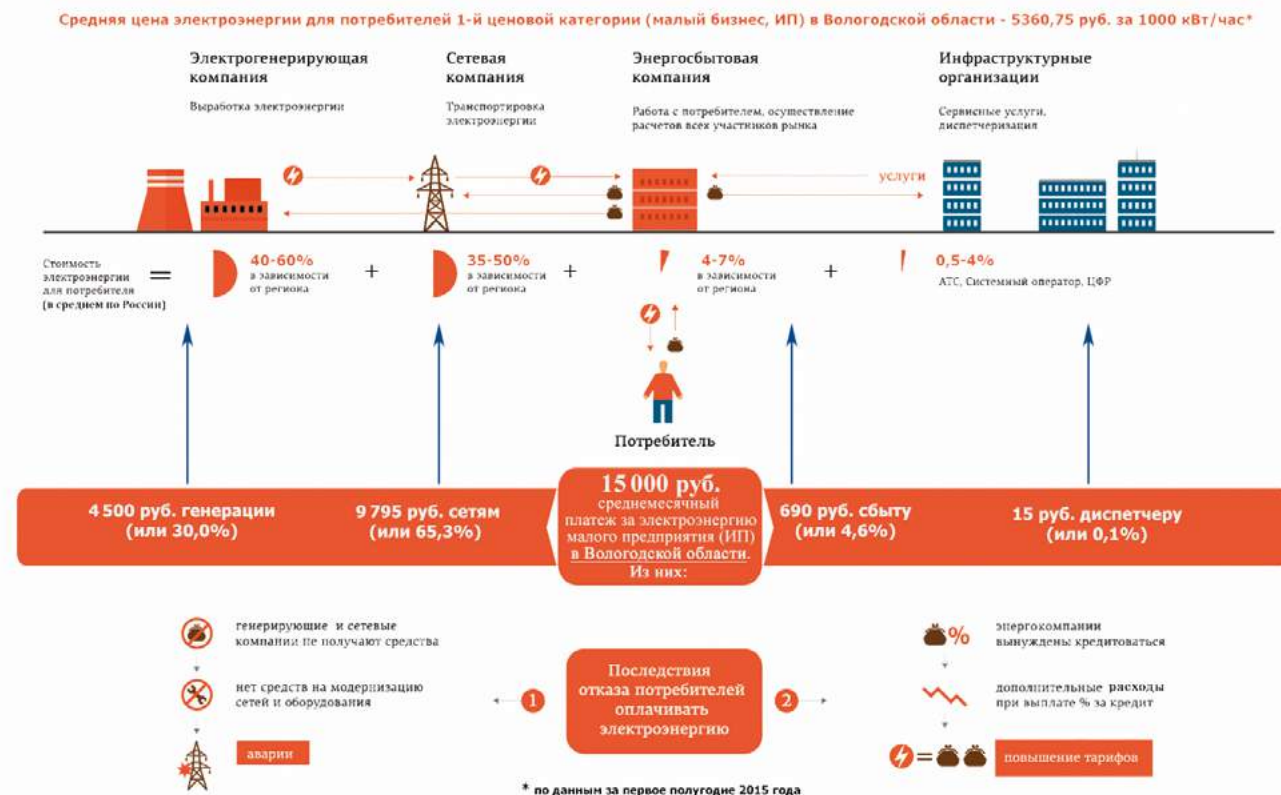 Средняя цена электроэнергии для потребителей 1-й ценовой категории (малый бизнес, ИП) в Вологодской области - 5360,75 руб. за 1000 кВт/час*
Электрогенерирующая
компания
Выработка электроэнергии
Сетевая
компания
Транспортировка
электроэнергии
Энергосбытовая
компания
Работа с потребителем, осуществление
расчетов всех участников рынка
Инфраструктурные
организации
Сервисные услуги,
диспетчеризация
услуги
Стоимость
электроэнергии
для потребителя
(в среднем по России)
=
40-60%
в зависимости
от региона
+
35-50%
в зависимости
от региона
+
4-7%
в зависимости
от региона
+
0,5-4%
АТС, Системный оператор, ЦФР
Потребитель
4 500 руб. генерации
(или 30,0%)
9 795 руб. сетям
(или 65,3%)
15 000 руб.
среднемесячный
платеж за электроэнергию
малого предприятия (ИП)
в Вологодской области.
Из них:
690 руб. сбыту
(или 4,6%)
15 руб. диспетчеру
(или 0,1%)
генерирующие и сетевые
компании не получают средства
нет средств на модернизацию
сетей и оборудования
аварии
1
Последствия
отказа потребителей
оплачивать
электроэнергию
2
%
энергокомпании
вынуждены кредитоваться
дополнительные расходы
при выплате % за кредит
=
повышение тарифов
* по данным за первое полугодие 2015 года